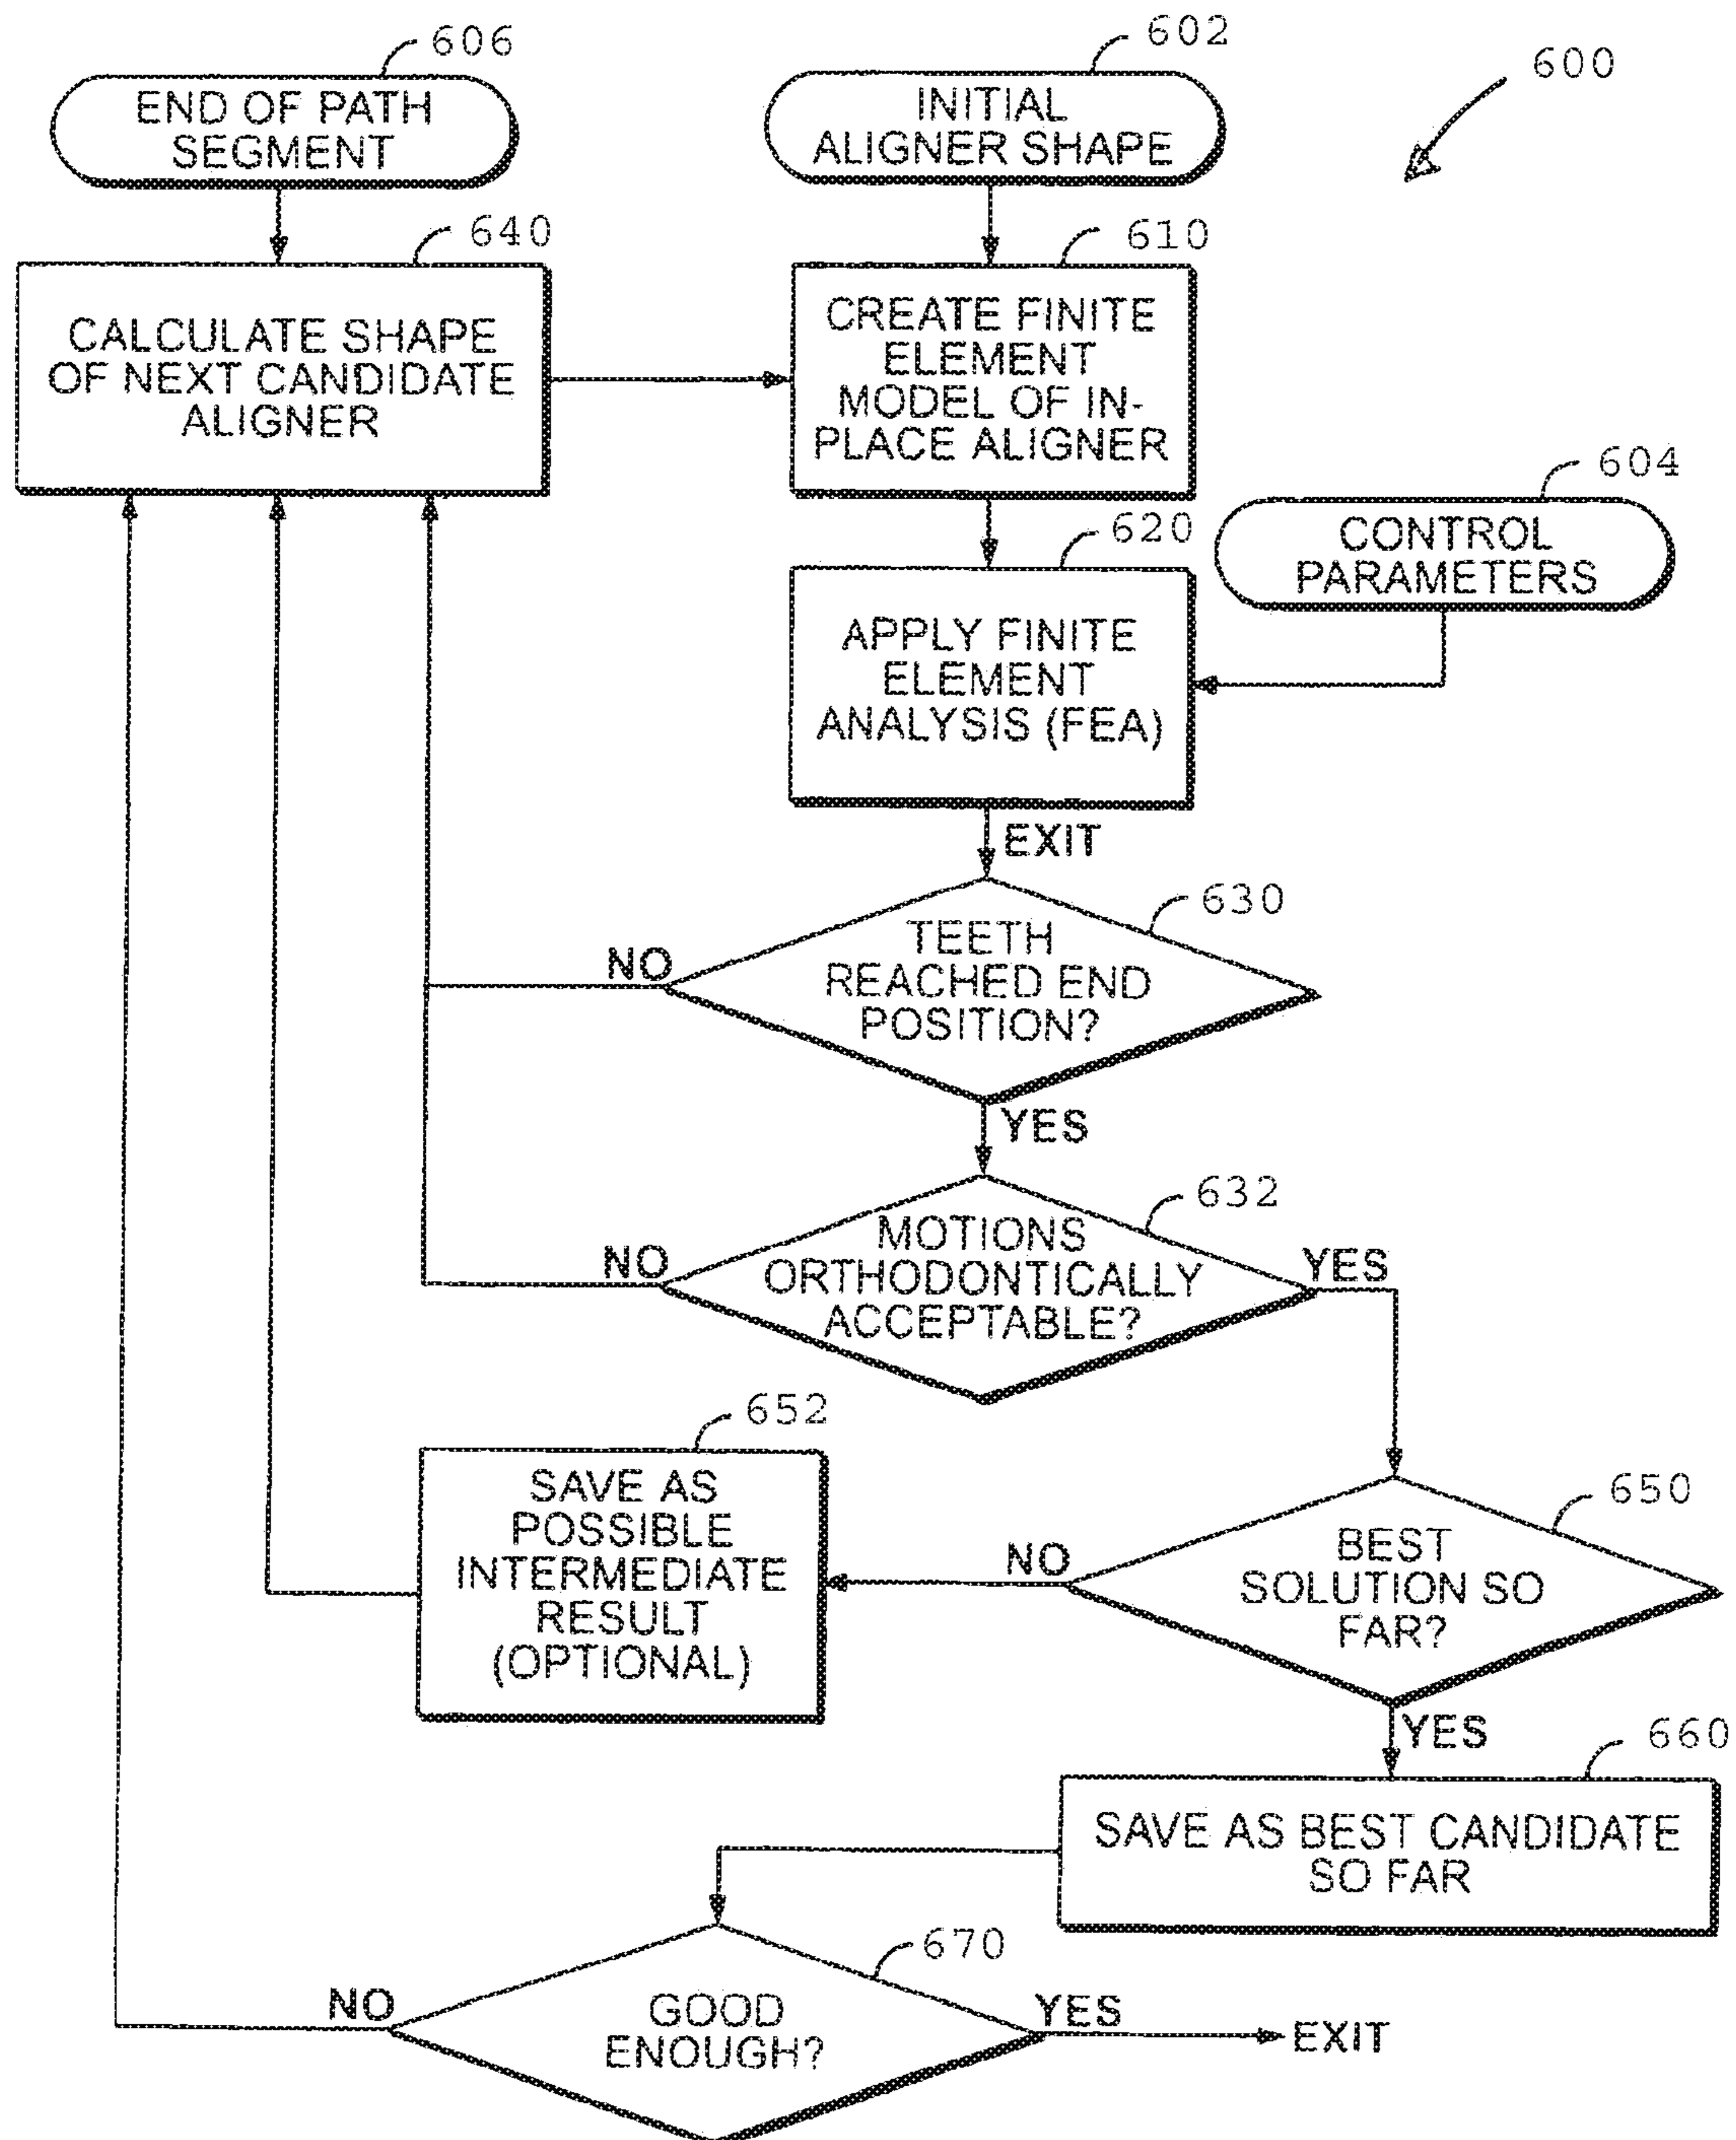 606
END OF PATH
SEGMENT
602
INITIAL
ALIGNER SHAPE
600
640
CALCULATE SHAPE
OF NEXT CANDIDATE
ALIGNER
610
CREATE FINITE
ELEMENT
MODEL OF IN-
PLACE ALIGNER
604
CONTROL
PARAMETERS
620
APPLY FINITE
ELEMENT
ANALYSIS (FEA)
EXIT
630
TEETH
REACHED END
POSITION?
NO
YES
632
MOTIONS
ORTHODONTICALLY
ACCEPTABLE?
NO
YES
652
SAVE AS
POSSIBLE
INTERMEDIATE
RESULT
(OPTIONAL)
650
BEST
SOLUTION SO
FAR?
NO
YES
660
SAVE AS BEST CANDIDATE
SO FAR
670
GOOD
ENOUGH?
NO
YES
EXIT